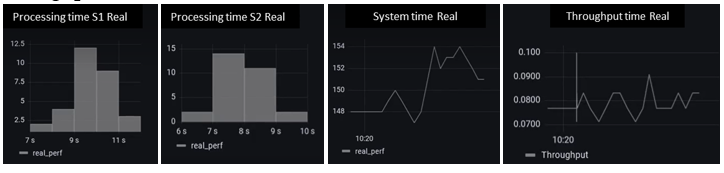 Processing time S1 Real
12.5
10
7.5
5
2.5
7 s 9 s 11 s
real_perf
Processing time S2 Real
15
10
5
0
6 s 7 s 8 s 9 s 10 s
real_perf
System time Real
154
152
150
148
10:20
real_perf
Throughput time Real
0.100
0.0900
0.0800
0.0700
10:20
Throughput